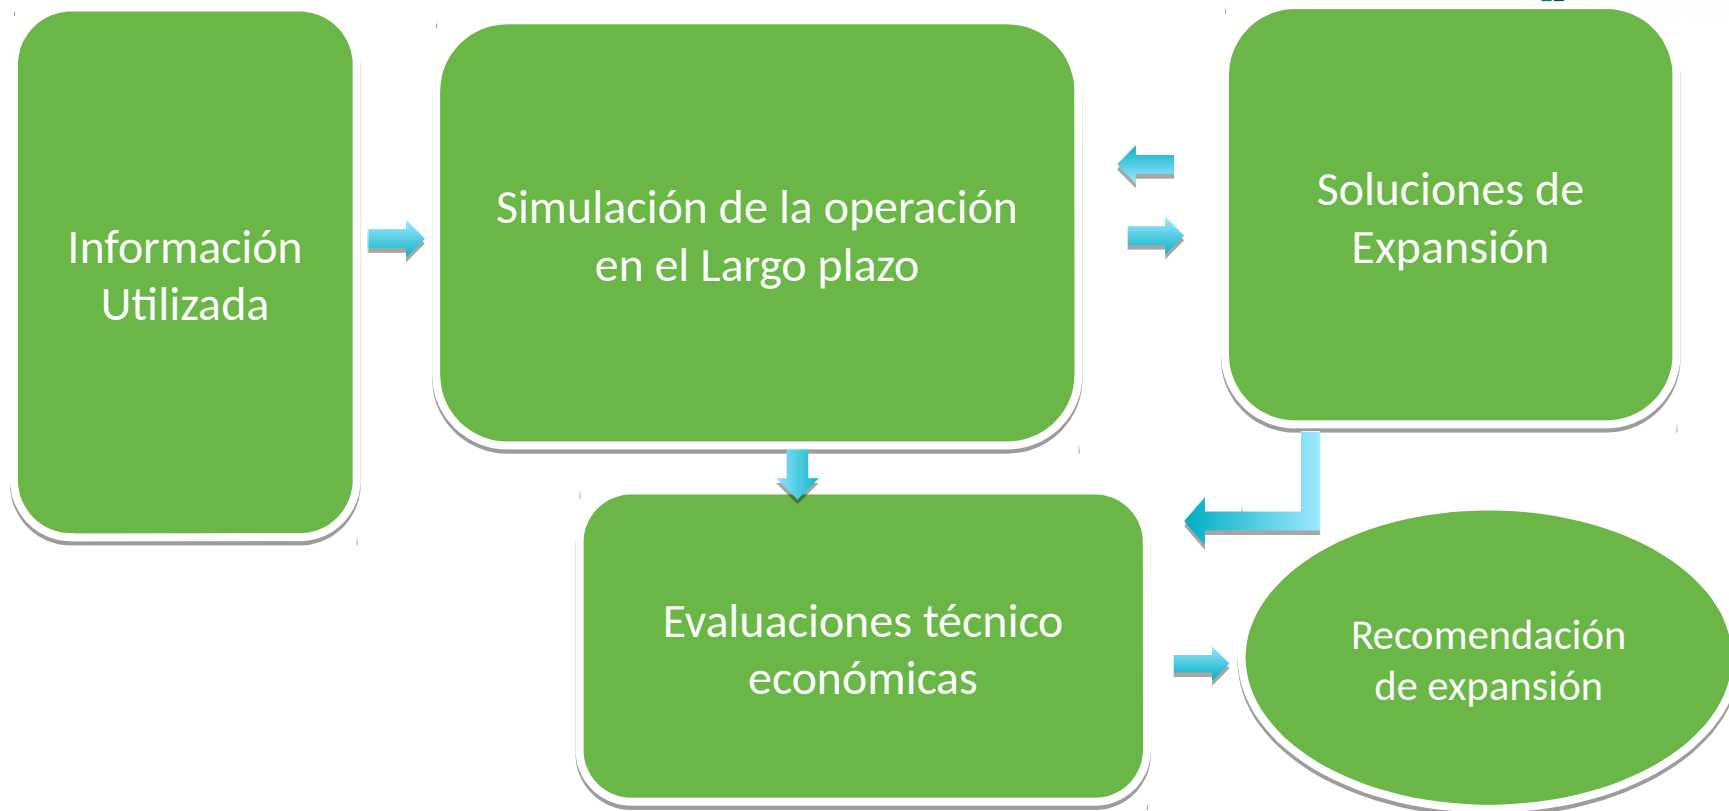 Información
Utilizada
Simulación de la operación
en el Largo plazo
Soluciones de
Expansión
Evaluaciones técnico
económicas
Recomendación
de expansión